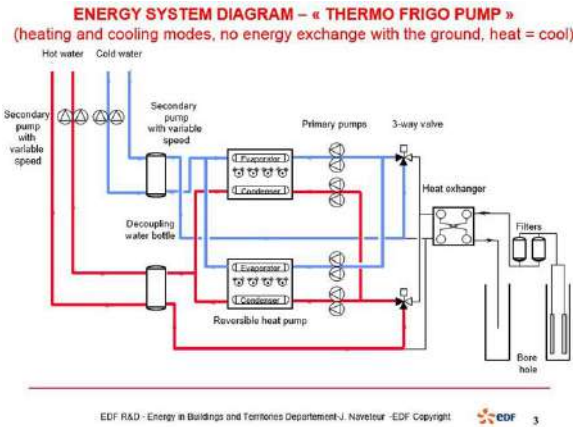 ENERGY SYSTEM DIAGRAM – « THERMO FRIGO PUMP »
(heating and cooling modes, no energy exchange with the ground, heat = cool)
Hot water
Cold water
Secondary
pump
with
variable
speed
Secondary
pump
with variable
speed
Primary pumps
3-way valve
Evaporator
Condenser
Heat exhanger
Filters
Decoupling
water bottle
Evaporator
Condenser
Reversible heat pump
Bore
hole
EDF R&D - Energy in Buildings and Territories Departement-J. Naveteur -EDF Copyright
edf
3